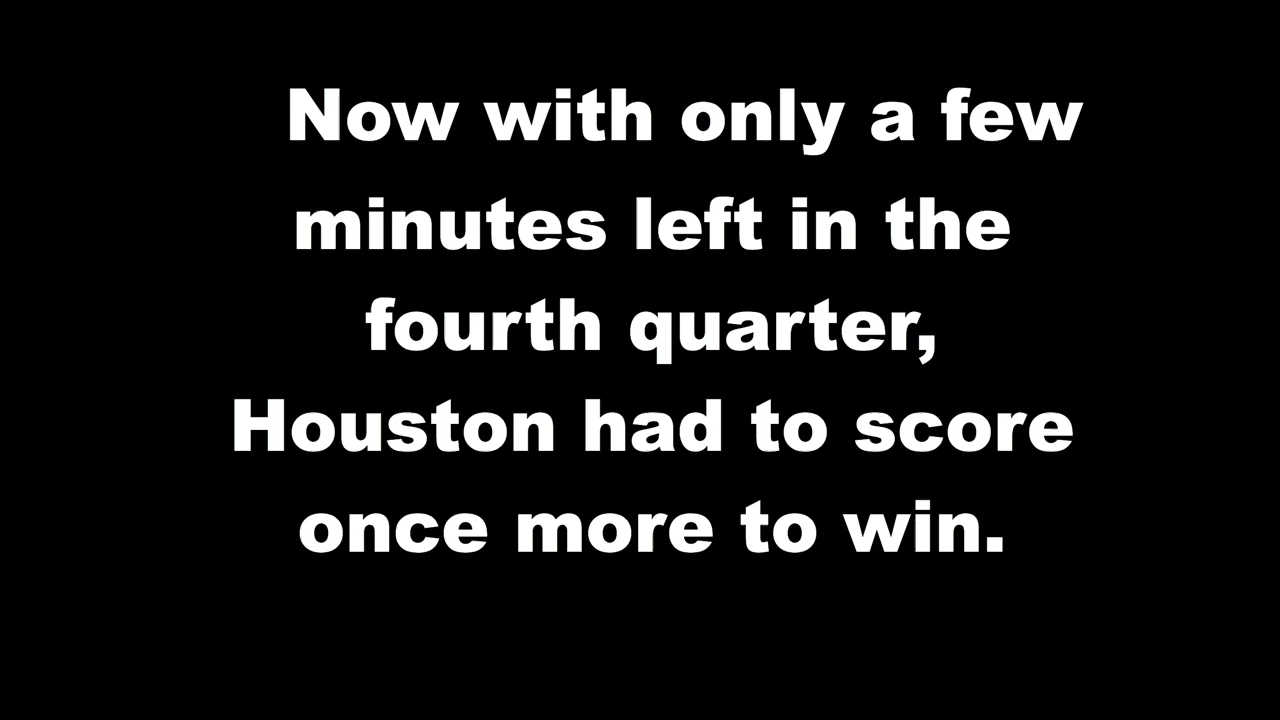 Now with only a few
minutes left in the
fourth quarter,
Houston had to score
once more to win.